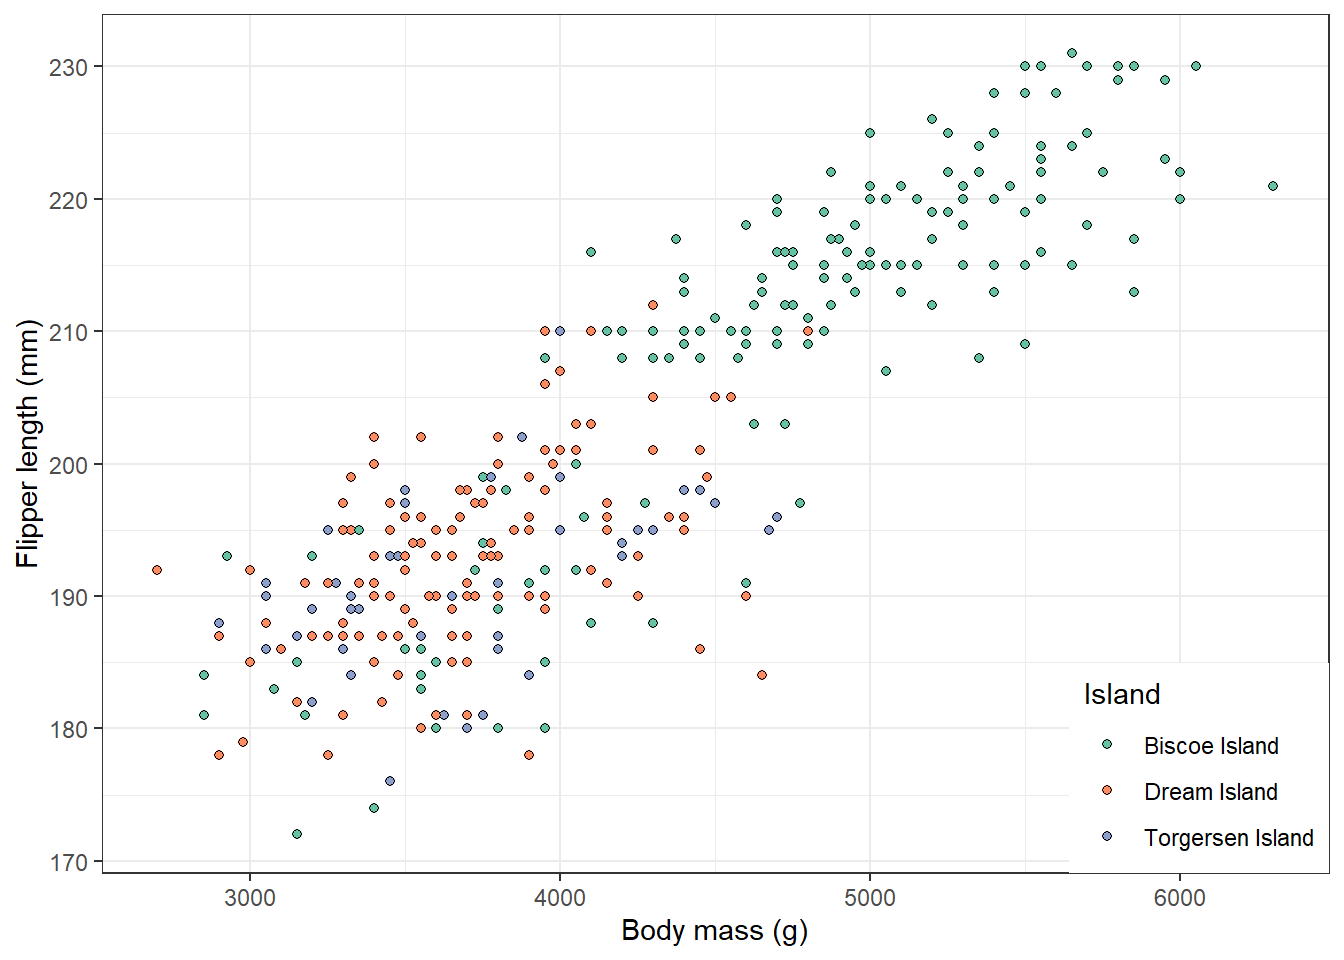 230
220
210
200
190
180
170
Flipper length (mm)
3000
4000
5000
6000
Body mass (g)
Island
Biscoe Island
Dream Island
Torgersen Island